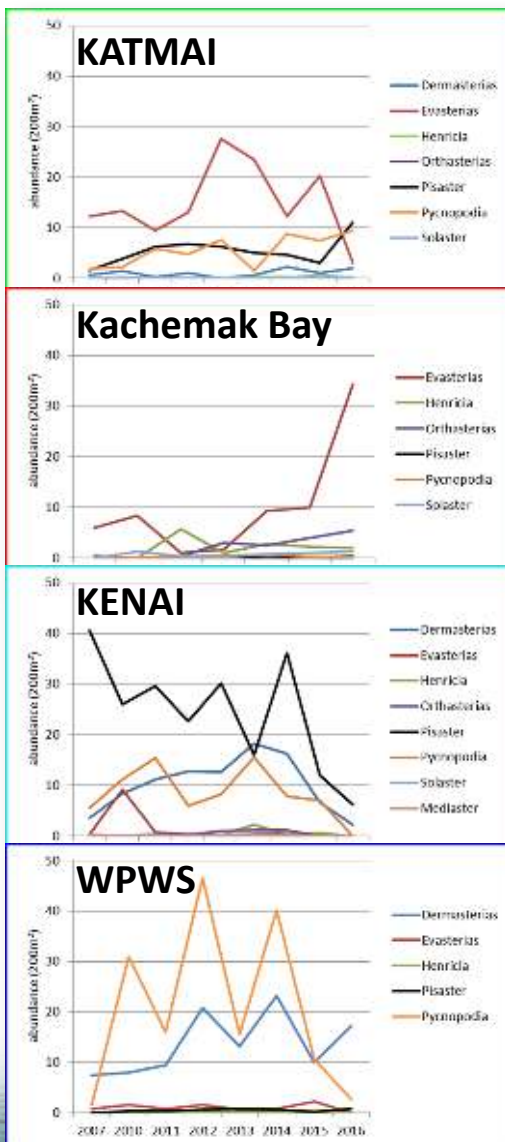 KATMAI
50
40
30
20
10
0
abundance (200m²)
Dermasterias
Evasterias
Henricia
Orthasterias
Pisaster
Pycnopodia
Solaster
Kachemak Bay
50
40
30
20
10
0
abundance (200m²)
Evasterias
Henricia
Orthasterias
Pisaster
Pycnopodia
Solaster
KENAI
50
40
30
20
10
0
abundance (200m²)
Dermasterias
Evasterias
Henricia
Orthasterias
Pisaster
Pycnopodia
Solaster
Mediaster
WPWS
50
40
30
20
10
0
abundance (200m²)
Dermasterias
Evasterias
Henricia
Pisaster
Pycnopodia
2007 2010 2011 2012 2013 2014 2015 2016